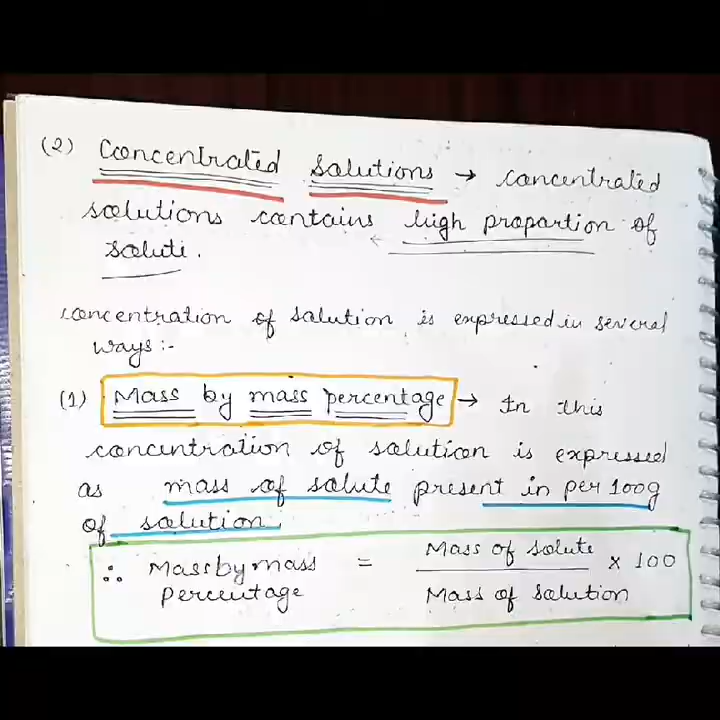 (2) Concentrated Solutions → concentrated
solutions contains high propartion of
solute.
concentration of solution is expressed in several
ways :-
(1) Mass by mass percentage → In this
concentration of solution is expressed
as mass of solute present in per 100g
of solution
∴ Mass by mass percentage = Mass of solute / Mass of solution × 100